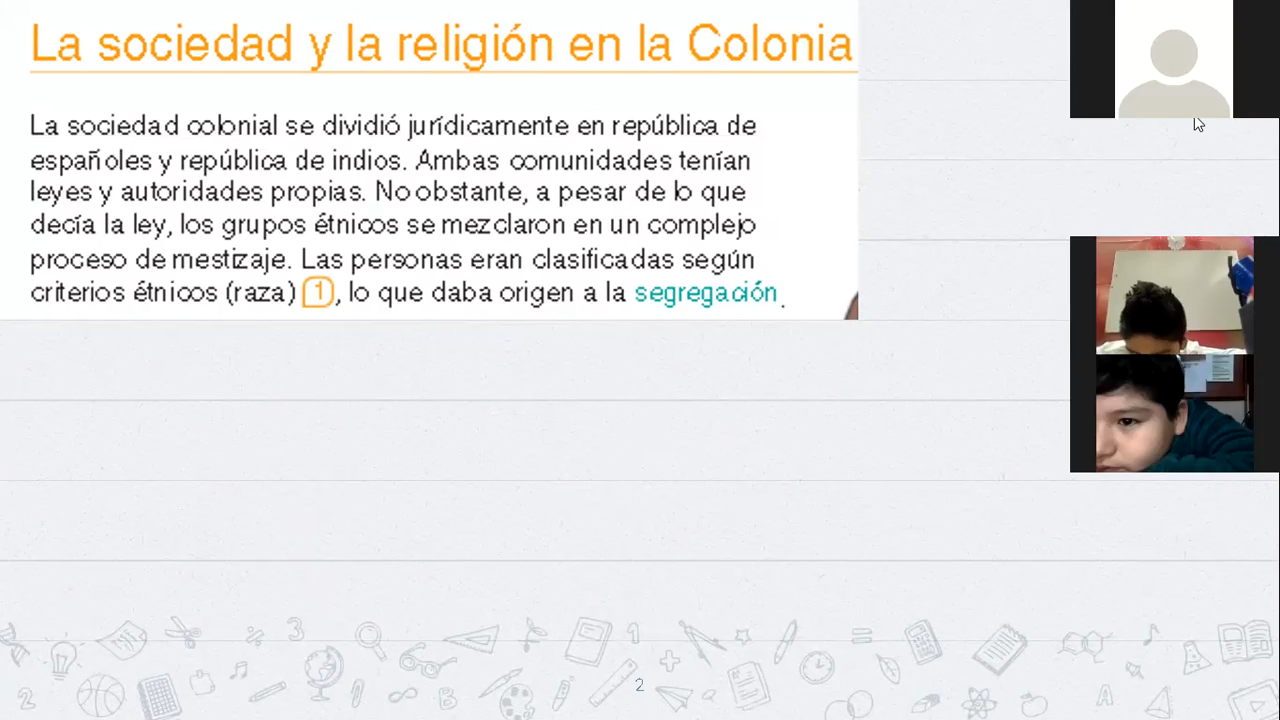 La sociedad y la religión en la Colonia
La sociedad colonial se dividió jurídicamente en república de
españoles y república de indios. Ambas comunidades tenían
leyes y autoridades propias. No obstante, a pesar de lo que
decía la ley, los grupos étnicos se mezclaron en un complejo
proceso de mestizaje. Las personas eran clasificadas según
criterios étnicos (raza) 1, lo que daba origen a la segregación.
2